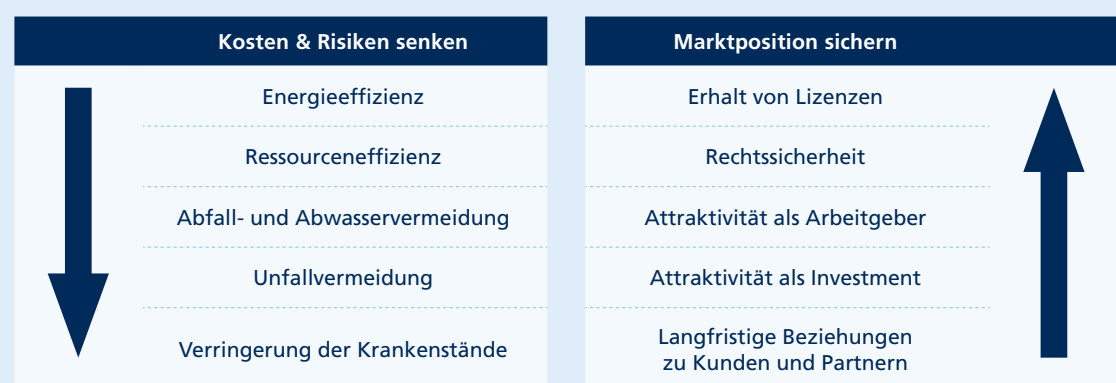 Kosten & Risiken senken
Energieeffizienz
Ressourceneffizienz
Abfall- und Abwasservermeidung
Unfallvermeidung
Verringerung der Krankenstände
Marktposition sichern
Erhalt von Lizenzen
Rechtssicherheit
Attraktivität als Arbeitgeber
Attraktivität als Investment
Langfristige Beziehungen
zu Kunden und Partnern